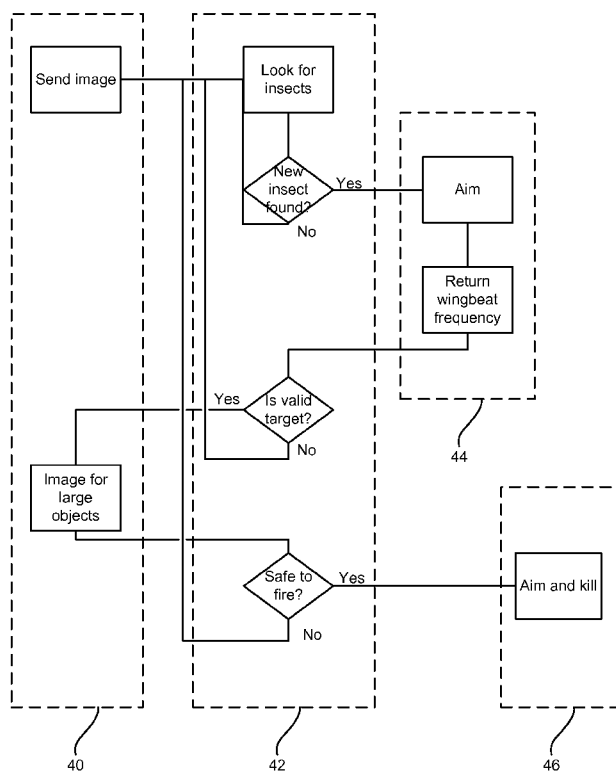 Send image
Look for
insects
New
insect
found?
Yes
No
Aim
Return
wingbeat
frequency
Is valid
target?
Yes
No
44
Image for
large
objects
Safe to
fire?
Yes
No
Aim and kill
40
42
46